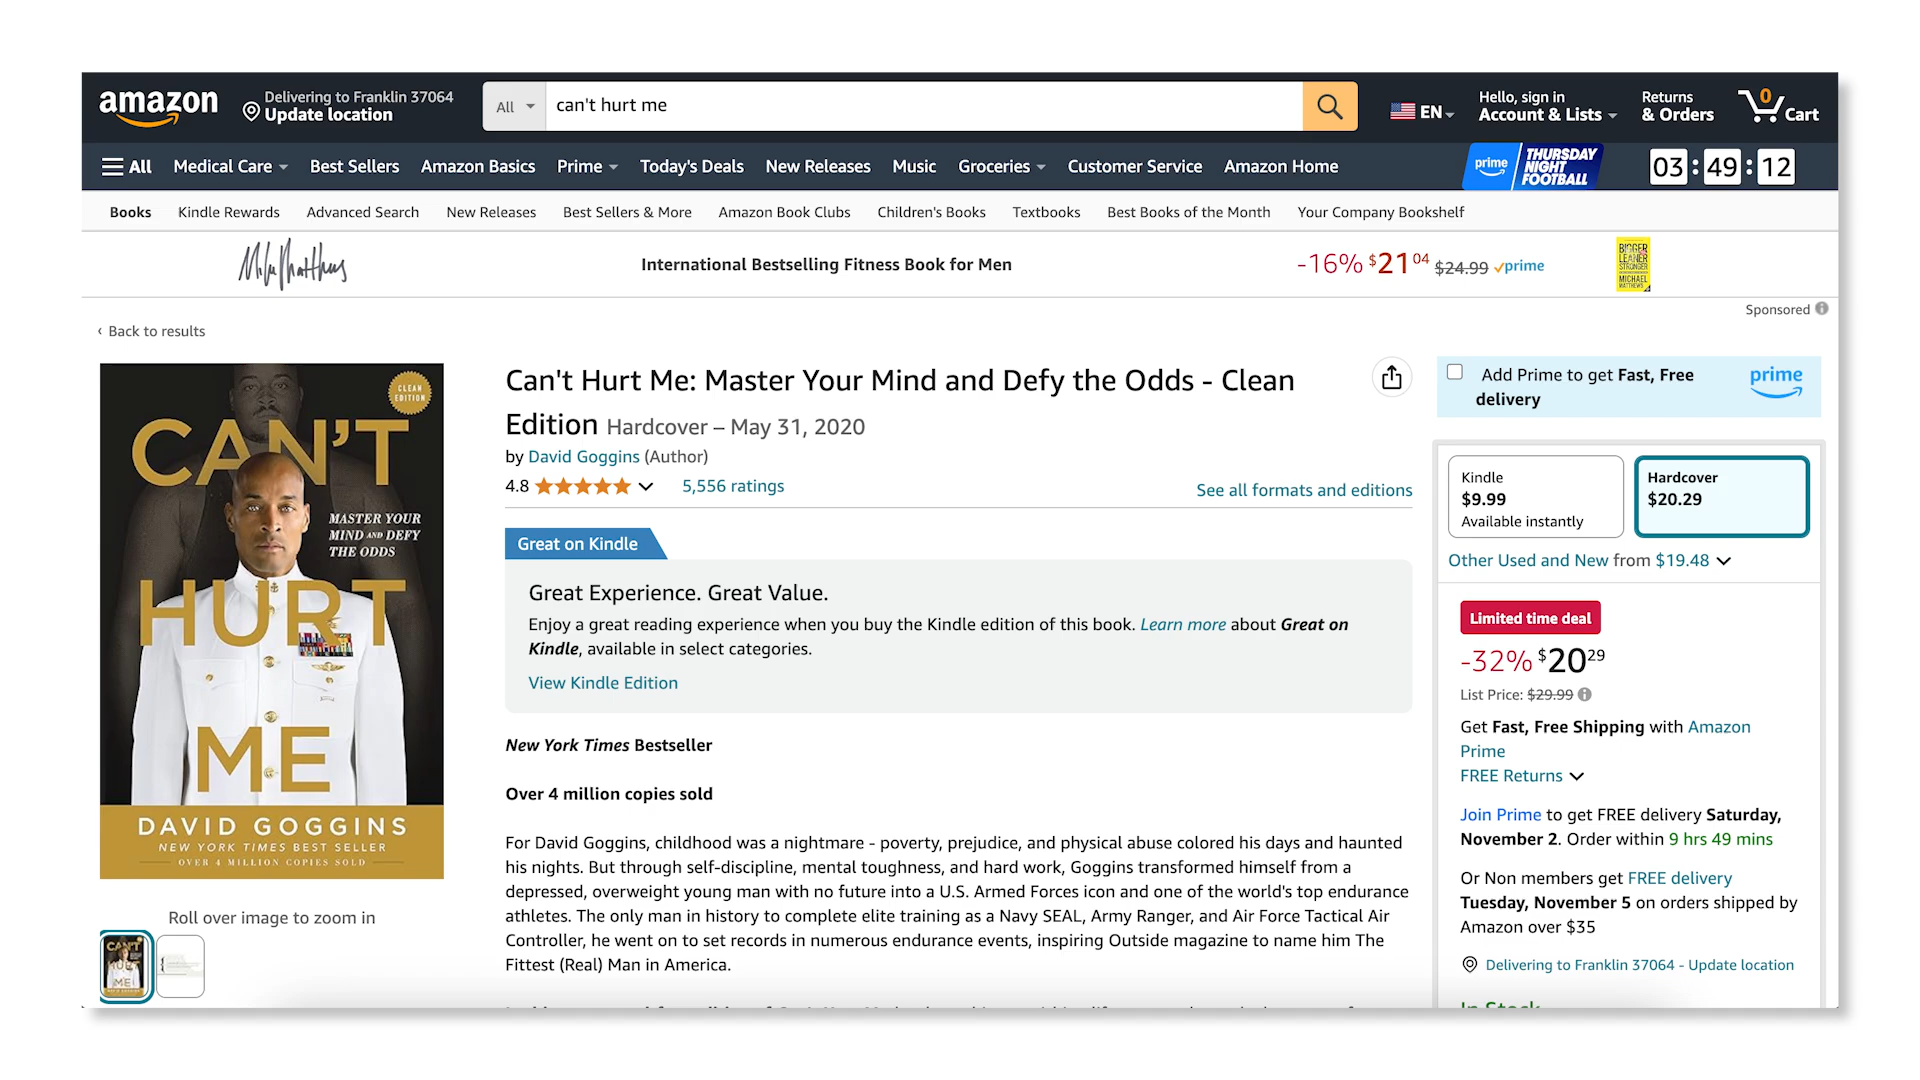 amazon
Delivering to Franklin 37064
Update location
All
can't hurt me
EN
Hello, sign in
Account & Lists
Returns
& Orders
0
Cart
All
Medical Care
Best Sellers
Amazon Basics
Prime
Today's Deals
New Releases
Music
Groceries
Customer Service
Amazon Home
prime
THURSDAY
NIGHT
FOOTBALL
03:49:12
Books
Kindle Rewards
Advanced Search
New Releases
Best Sellers & More
Amazon Book Clubs
Children's Books
Textbooks
Best Books of the Month
Your Company Bookshelf
International Bestselling Fitness Book for Men
-16% $2104 $24.99 prime
BIGGER
LEANER
STRONGER
MICHAEL
MATTHEWS
Sponsored
‹ Back to results
CLEAN
EDITION
CAN'T
MASTER YOUR
MIND AND DEFY
THE ODDS
HURT
ME
DAVID GOGGINS
NEW YORK TIMES BEST SELLER
OVER 4 MILLION COPIES SOLD
Roll over image to zoom in
CAN'T
HURT
ME
Can't Hurt Me: Master Your Mind and Defy the Odds - Clean
Edition Hardcover – May 31, 2020
by David Goggins (Author)
4.8
5,556 ratings
See all formats and editions
Great on Kindle
Great Experience. Great Value.
Enjoy a great reading experience when you buy the Kindle edition of this book. Learn more about Great on
Kindle, available in select categories.
View Kindle Edition
New York Times Bestseller
Over 4 million copies sold
For David Goggins, childhood was a nightmare - poverty, prejudice, and physical abuse colored his days and haunted
his nights. But through self-discipline, mental toughness, and hard work, Goggins transformed himself from a
depressed, overweight young man with no future into a U.S. Armed Forces icon and one of the world's top endurance
athletes. The only man in history to complete elite training as a Navy SEAL, Army Ranger, and Air Force Tactical Air
Controller, he went on to set records in numerous endurance events, inspiring Outside magazine to name him The
Fittest (Real) Man in America.
Add Prime to get Fast, Free
delivery
prime
Kindle
$9.99
Available instantly
Hardcover
$20.29
Other Used and New from $19.48
Limited time deal
-32% $2029
List Price: $29.99
Get Fast, Free Shipping with Amazon
Prime
FREE Returns
Join Prime to get FREE delivery Saturday,
November 2. Order within 9 hrs 49 mins
Or Non members get FREE delivery
Tuesday, November 5 on orders shipped by
Amazon over $35
Delivering to Franklin 37064 - Update location
In Stock